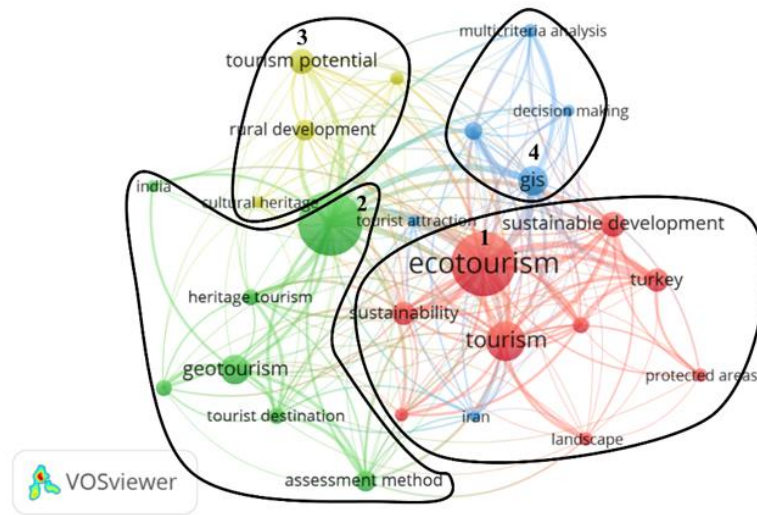 3
tourism potential
multicriteria analysis
decision making
rural development
4
gis
india
cultural heritage
2
tourist attraction
1
sustainable development
ecotourism
turkey
heritage tourism
sustainability
tourism
geotourism
protected areas
tourist destination
iran
landscape
assessment method
VOSviewer